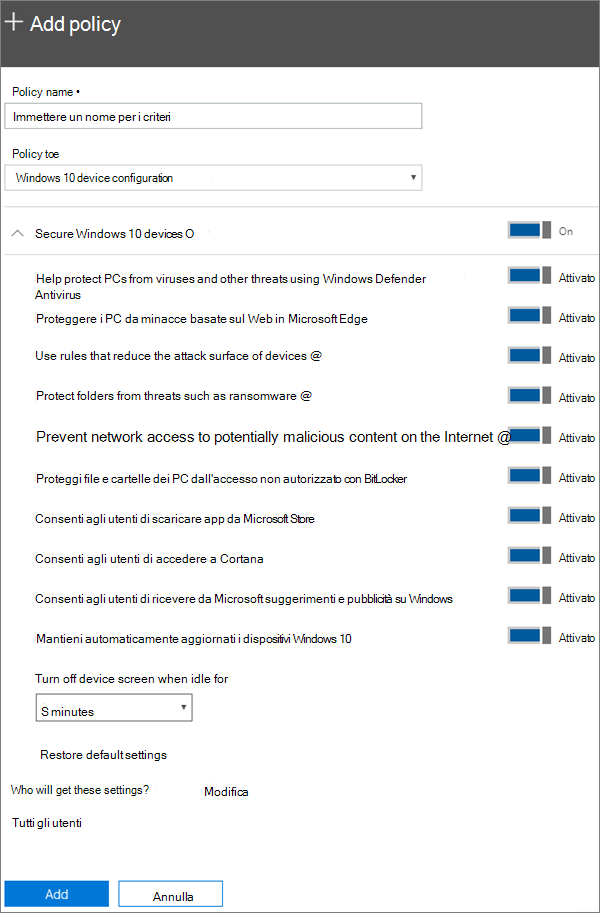 + Add policy
Policy name •
Immettere un nome per i criteri
Policy toe
Windows 10 device configuration
Secure Windows 10 devices O
On
Help protect PCs from viruses and other threats using Windows Defender
Antivirus
Attivato
Proteggere i PC da minacce basate sul Web in Microsoft Edge
Attivato
Use rules that reduce the attack surface of devices @
Attivato
Protect folders from threats such as ransomware @
Attivato
Prevent network access to potentially malicious content on the Internet @
Attivato
Proteggi file e cartelle dei PC dall'accesso non autorizzato con BitLocker
Attivato
Consenti agli utenti di scaricare app da Microsoft Store
Attivato
Consenti agli utenti di accedere a Cortana
Attivato
Consenti agli utenti di ricevere da Microsoft suggerimenti e pubblicità su Windows
Attivato
Mantieni automaticamente aggiornati i dispositivi Windows 10
Attivato
Turn off device screen when idle for
S minutes
Restore default settings
Who will get these settings?
Modifica
Tutti gli utenti
Add
Annulla